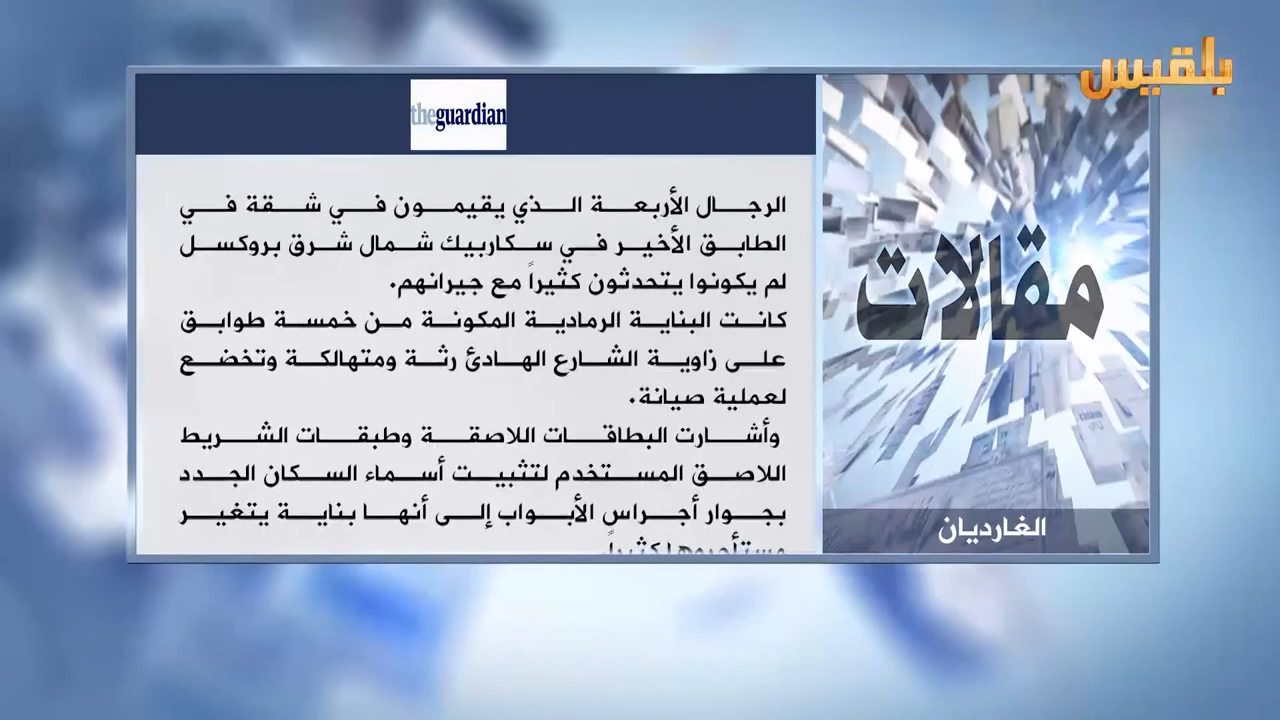 بلقيس
theguardian
الرجال الأربعة الذي يقيمون في شقة في
الطابق الأخير في سكاربيك شمال شرق بروكسل
لم يكونوا يتحدثون كثيراً مع جيرانهم.
كانت البناية الرمادية المكونة من خمسة طوابق
على زاوية الشارع الهادئ رثة ومتهالكة وتخضع
لعملية صيانة.
وأشارت البطاقات اللاصقة وطبقات الشريط
اللاصق المستخدم لتثبيت أسماء السكان الجدد
بجوار أجراس الأبواب إلى أنها بناية يتغير
مستأجروها كثيراً.
مقالات
الغارديان